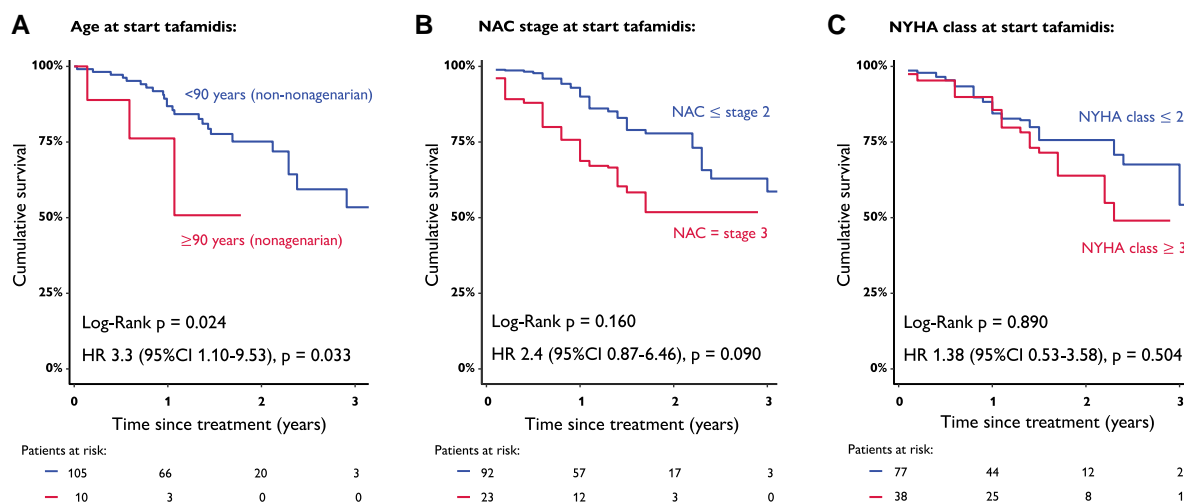 A
Age at start tafamidis:
100%
75%
50%
25%
0%
Cumulative survival
<90 years (non-nonagenarian)
≥90 years (nonagenarian)
Log-Rank p = 0.024
HR 3.3 (95%CI 1.10-9.53), p = 0.033
0 1 2 3
Time since treatment (years)
Patients at risk:
105 66 20 3
10 3 0 0
B
NAC stage at start tafamidis:
100%
75%
50%
25%
0%
Cumulative survival
NAC ≤ stage 2
NAC = stage 3
Log-Rank p = 0.160
HR 2.4 (95%CI 0.87-6.46), p = 0.090
0 1 2 3
Time since treatment (years)
Patients at risk:
92 57 17 3
23 12 3 0
C
NYHA class at start tafamidis:
100%
75%
50%
25%
0%
Cumulative survival
NYHA class ≤ 2
NYHA class ≥ 3
Log-Rank p = 0.890
HR 1.38 (95%CI 0.53-3.58), p = 0.504
0 1 2 3
Time since treatment (years)
Patients at risk:
77 44 12 2
38 25 8 1